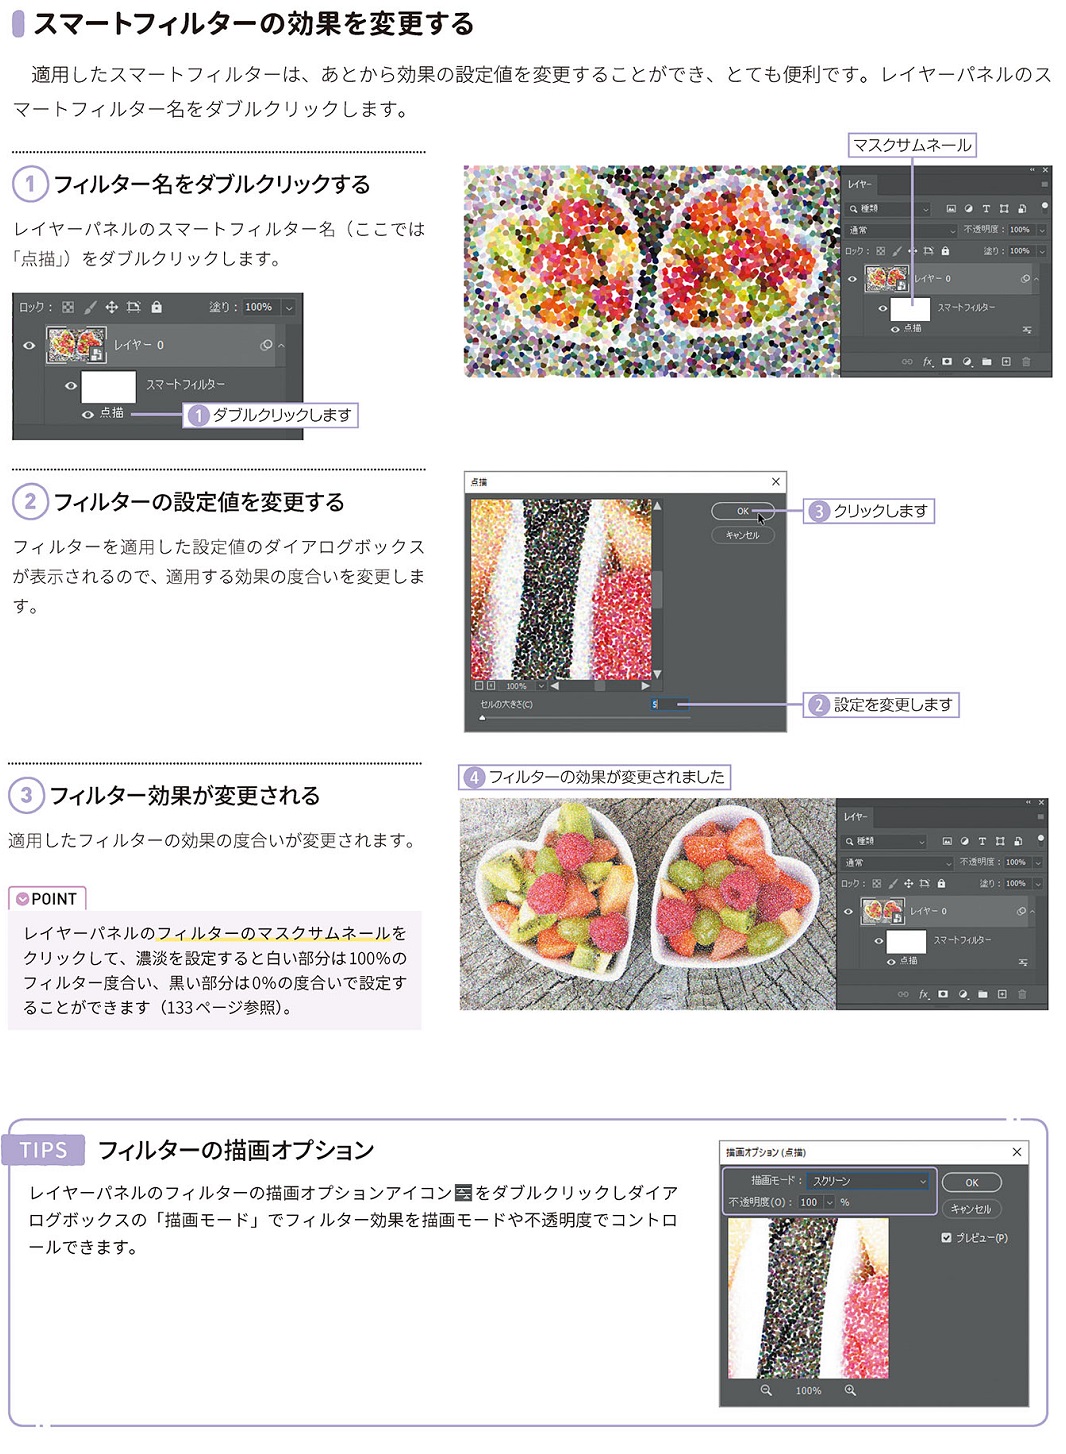 スマートフィルターの効果を変更する
適用したスマートフィルターは、あとから効果の設定値を変更することができ、とても便利です。レイヤーパネルのス
マートフィルター名をダブルクリックします。
① フィルター名をダブルクリックする
レイヤーパネルのスマートフィルター名（ここでは
「点描」）をダブルクリックします。
ロック： 塗り： 100%
レイヤー 0
スマートフィルター
点描
① ダブルクリックします
マスクサムネール
レイヤー
種類
通常 不透明度： 100%
ロック： 塗り： 100%
レイヤー 0
スマートフィルター
点描
fx
② フィルターの設定値を変更する
フィルターを適用した設定値のダイアログボックス
が表示されるので、適用する効果の度合いを変更しま
す。
点描
OK
キャンセル
③ クリックします
100%
セルの大きさ(C) 5
② 設定を変更します
③ フィルター効果が変更される
適用したフィルターの効果の度合いが変更されます。
POINT
レイヤーパネルのフィルターのマスクサムネールを
クリックして、濃淡を設定すると白い部分は100%の
フィルター度合い、黒い部分は0%の度合いで設定す
ることができます（133ページ参照）。
④ フィルターの効果が変更されました
レイヤー
種類
通常 不透明度： 100%
ロック： 塗り： 100%
レイヤー 0
スマートフィルター
点描
fx
TIPS フィルターの描画オプション
レイヤーパネルのフィルターの描画オプションアイコンをダブルクリックしダイア
ログボックスの「描画モード」でフィルター効果を描画モードや不透明度でコントロ
ールできます。
描画オプション (点描)
描画モード： スクリーン
OK
不透明度(O)： 100 %
キャンセル
プレビュー(P)
100%